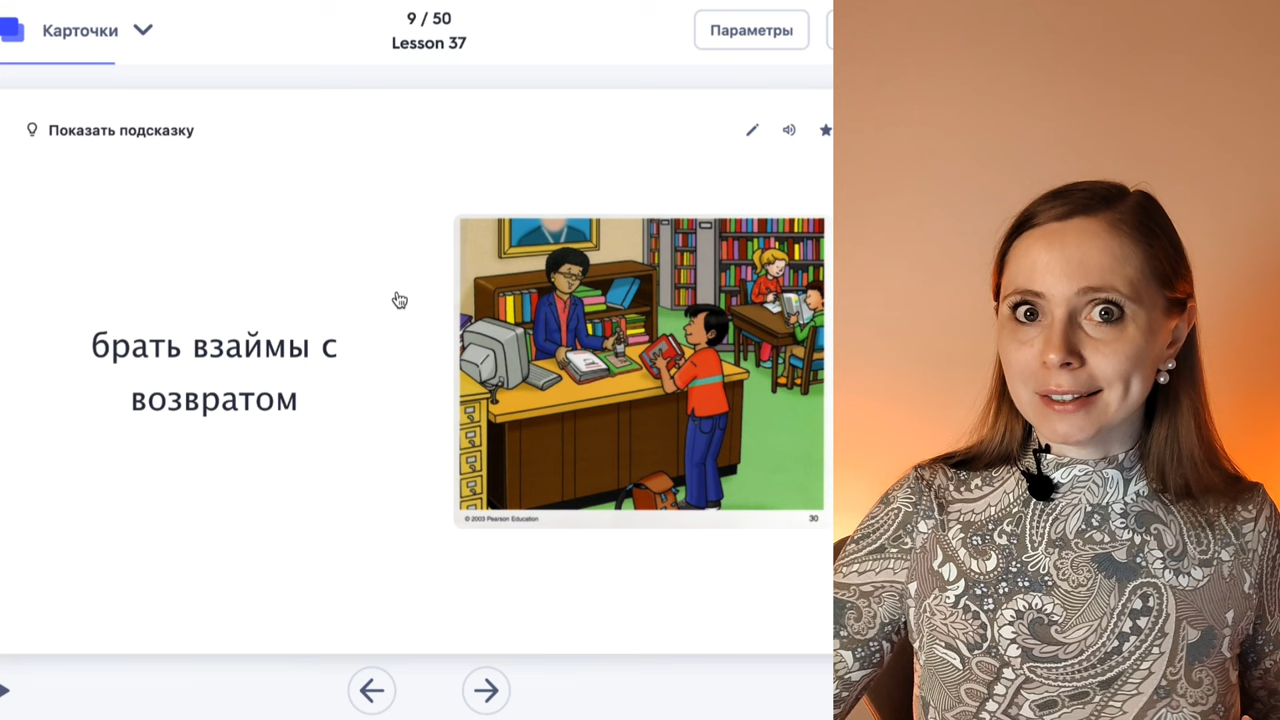 Карточки
9 / 50
Lesson 37
Параметры
Показать подсказку
брать взаймы с
возвратом
© 2003 Pearson Education
30